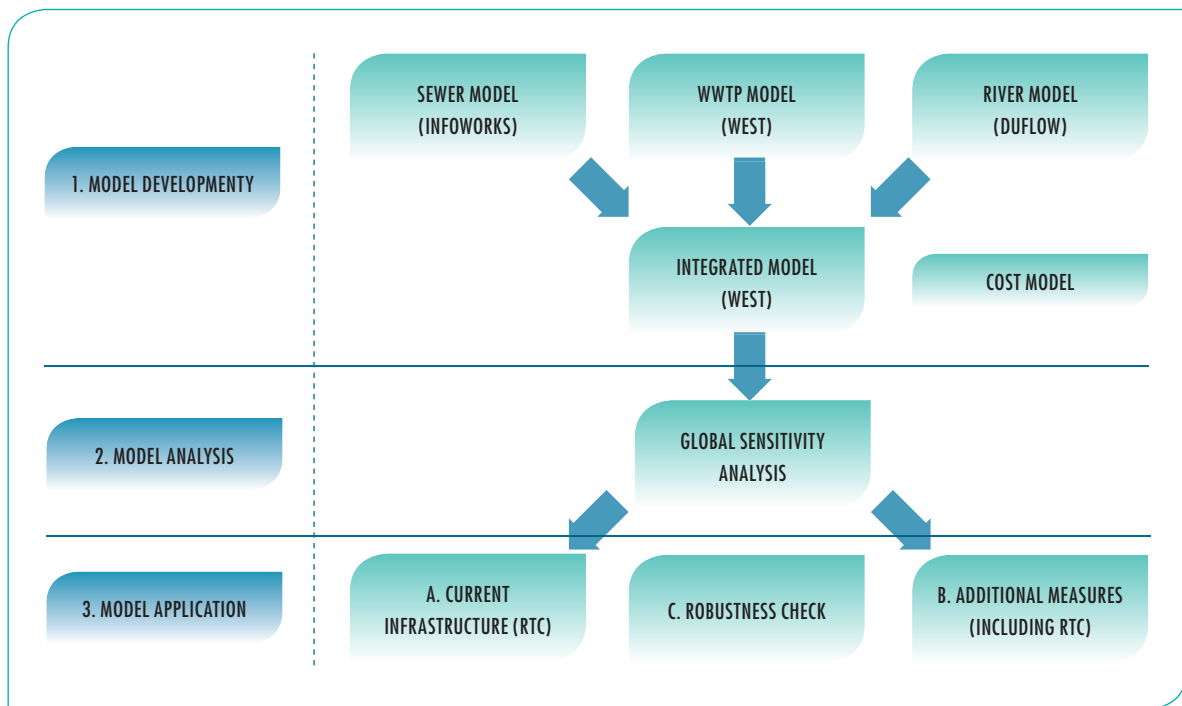 1. MODEL DEVELOPMENTY
SEWER MODEL
(INFOWORKS)
WWTP MODEL
(WEST)
RIVER MODEL
(DUFLOW)
INTEGRATED MODEL
(WEST)
COST MODEL
2. MODEL ANALYSIS
GLOBAL SENSITIVITY
ANALYSIS
3. MODEL APPLICATION
A. CURRENT
INFRASTRUCTURE (RTC)
C. ROBUSTNESS CHECK
B. ADDITIONAL MEASURES
(INCLUDING RTC)